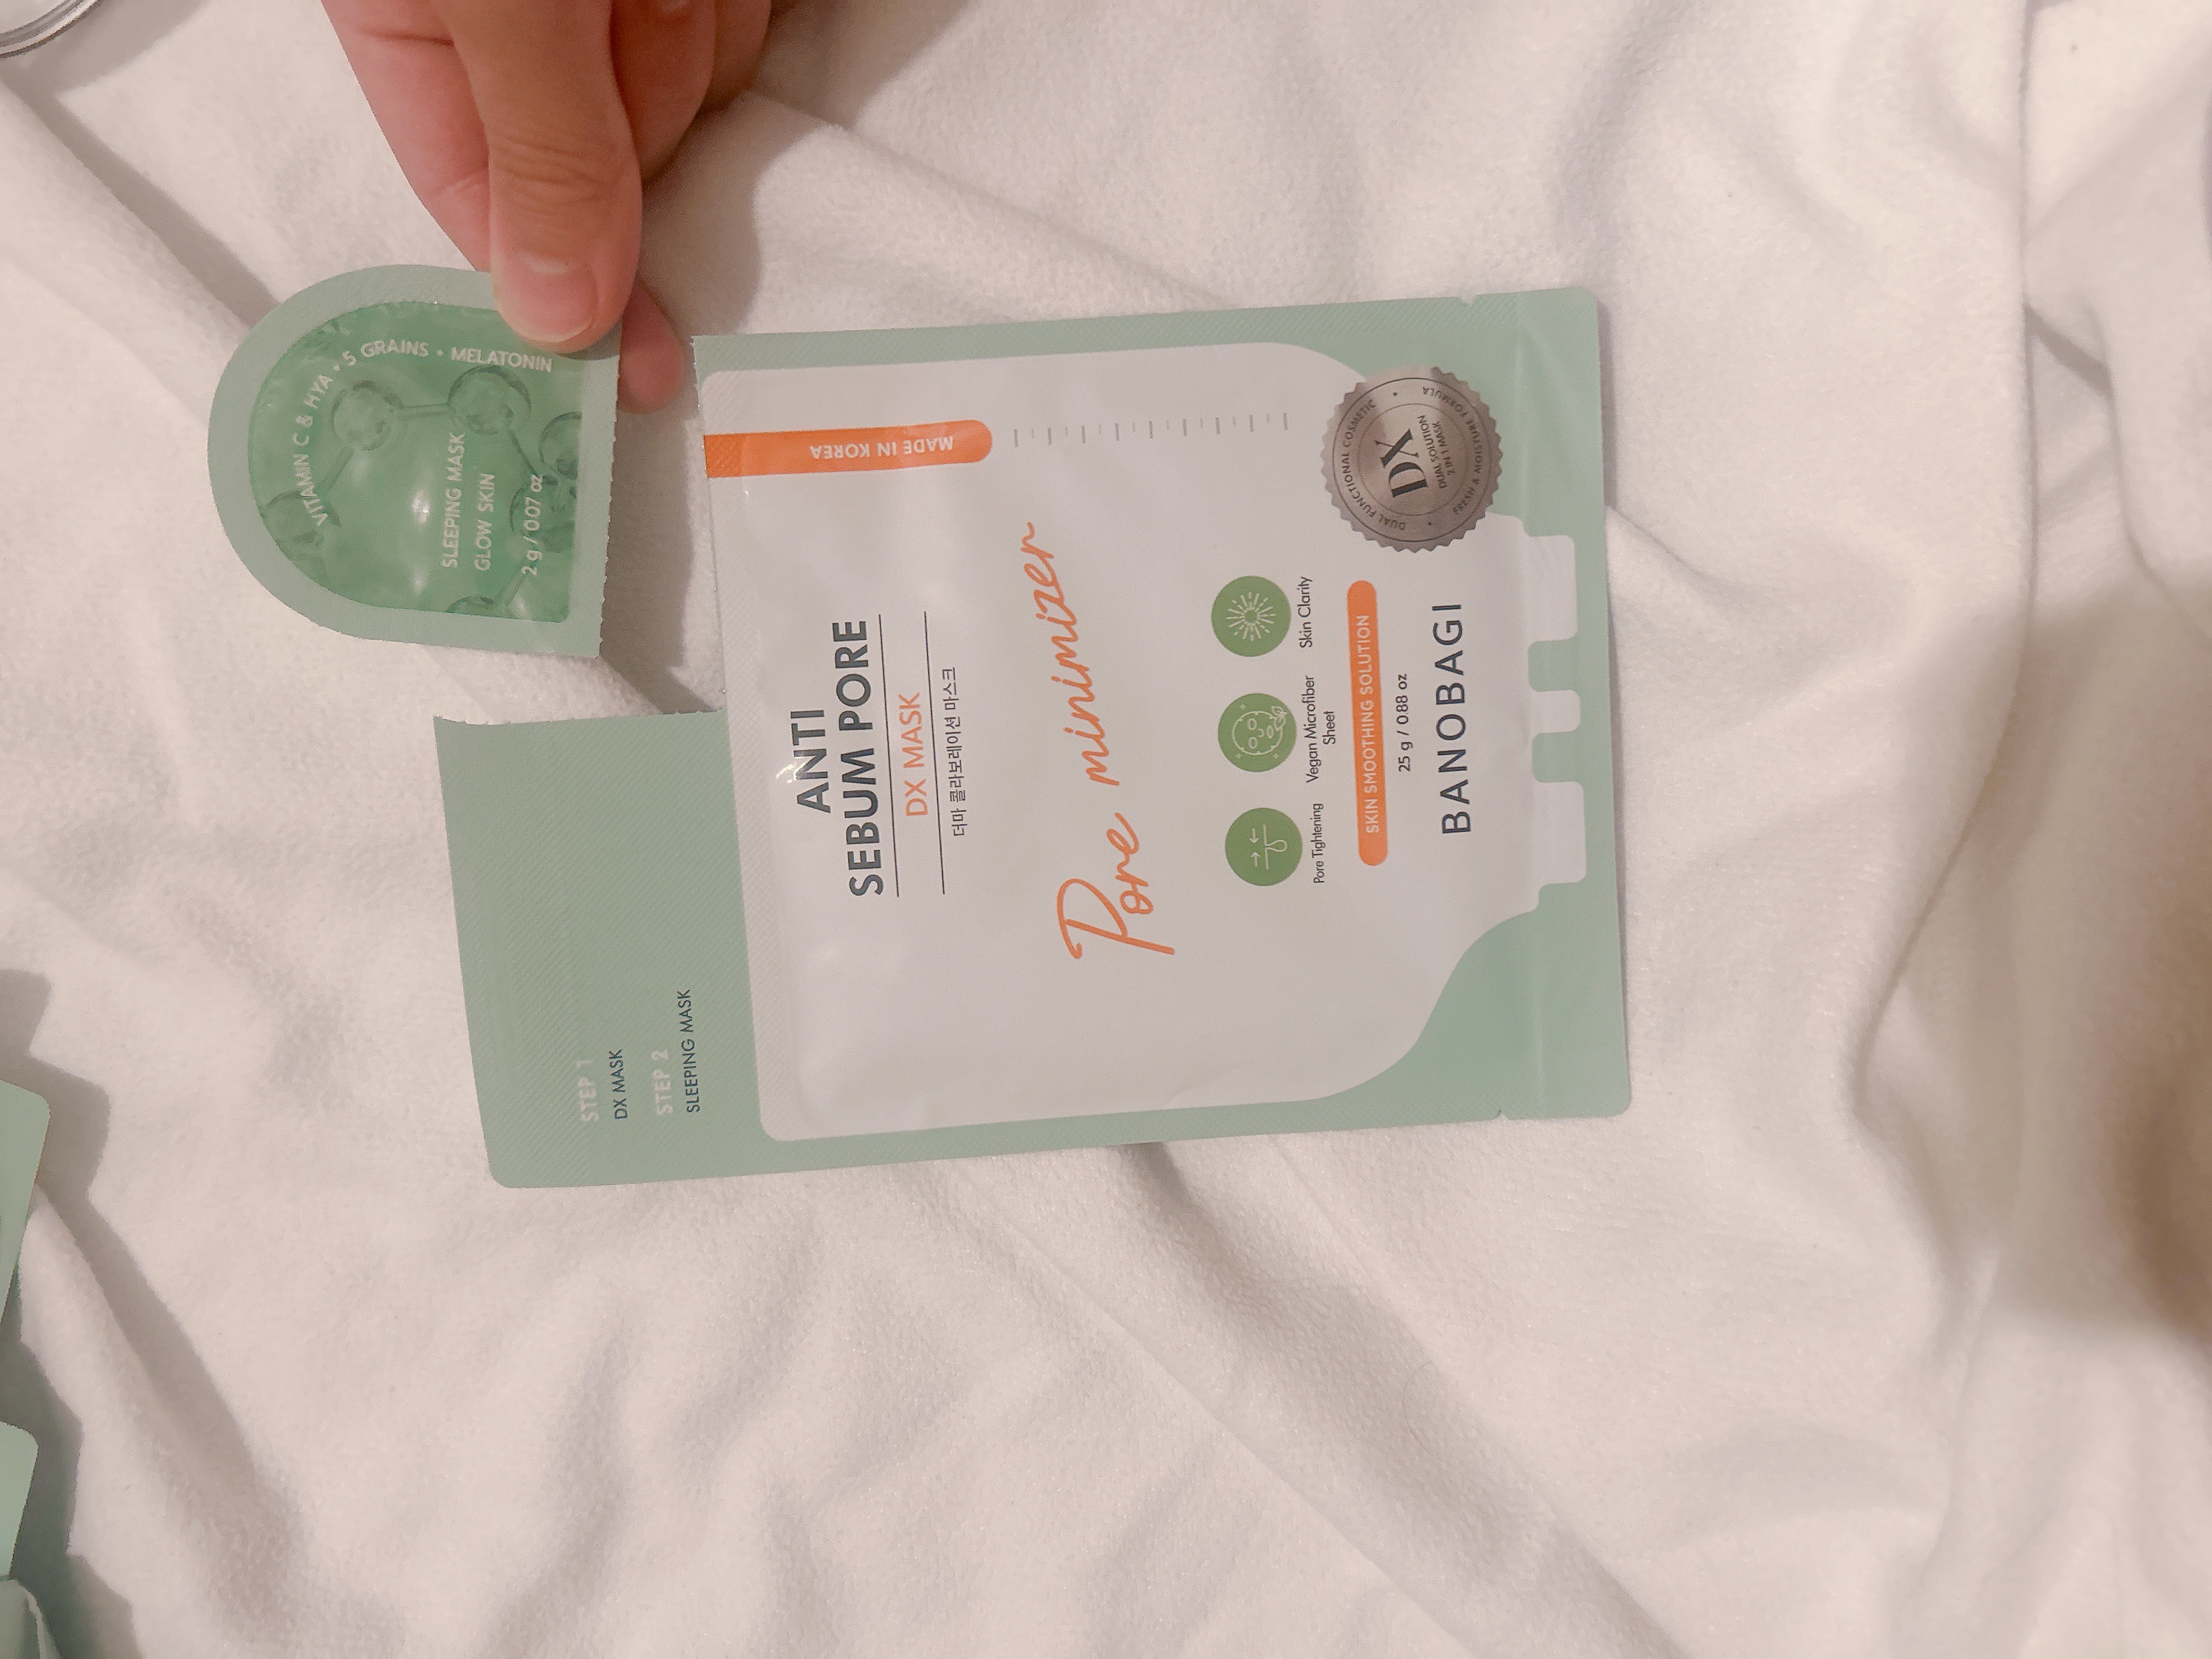 VITAMIN C & HYA • 5 GRAINS • MELATONIN
SLEEPING MASK
GLOW SKIN
2 g / 0.07 oz
STEP 1
DX MASK
STEP 2
SLEEPING MASK
MADE IN KOREA
ANTI
SEBUM PORE
DX MASK
더마 콜라보레이션 마스크
Pore minimizer
Pore Tightening
Vegan Microfiber
Sheet
Skin Clarity
SKIN SMOOTHING SOLUTION
25 g / 0.88 oz
BANOBAGI
DUAL FUNCTIONAL COSMETIC
DX
DUAL SOLUTION
2 IN 1 MASK
FRESH & MOISTURE FORMULA